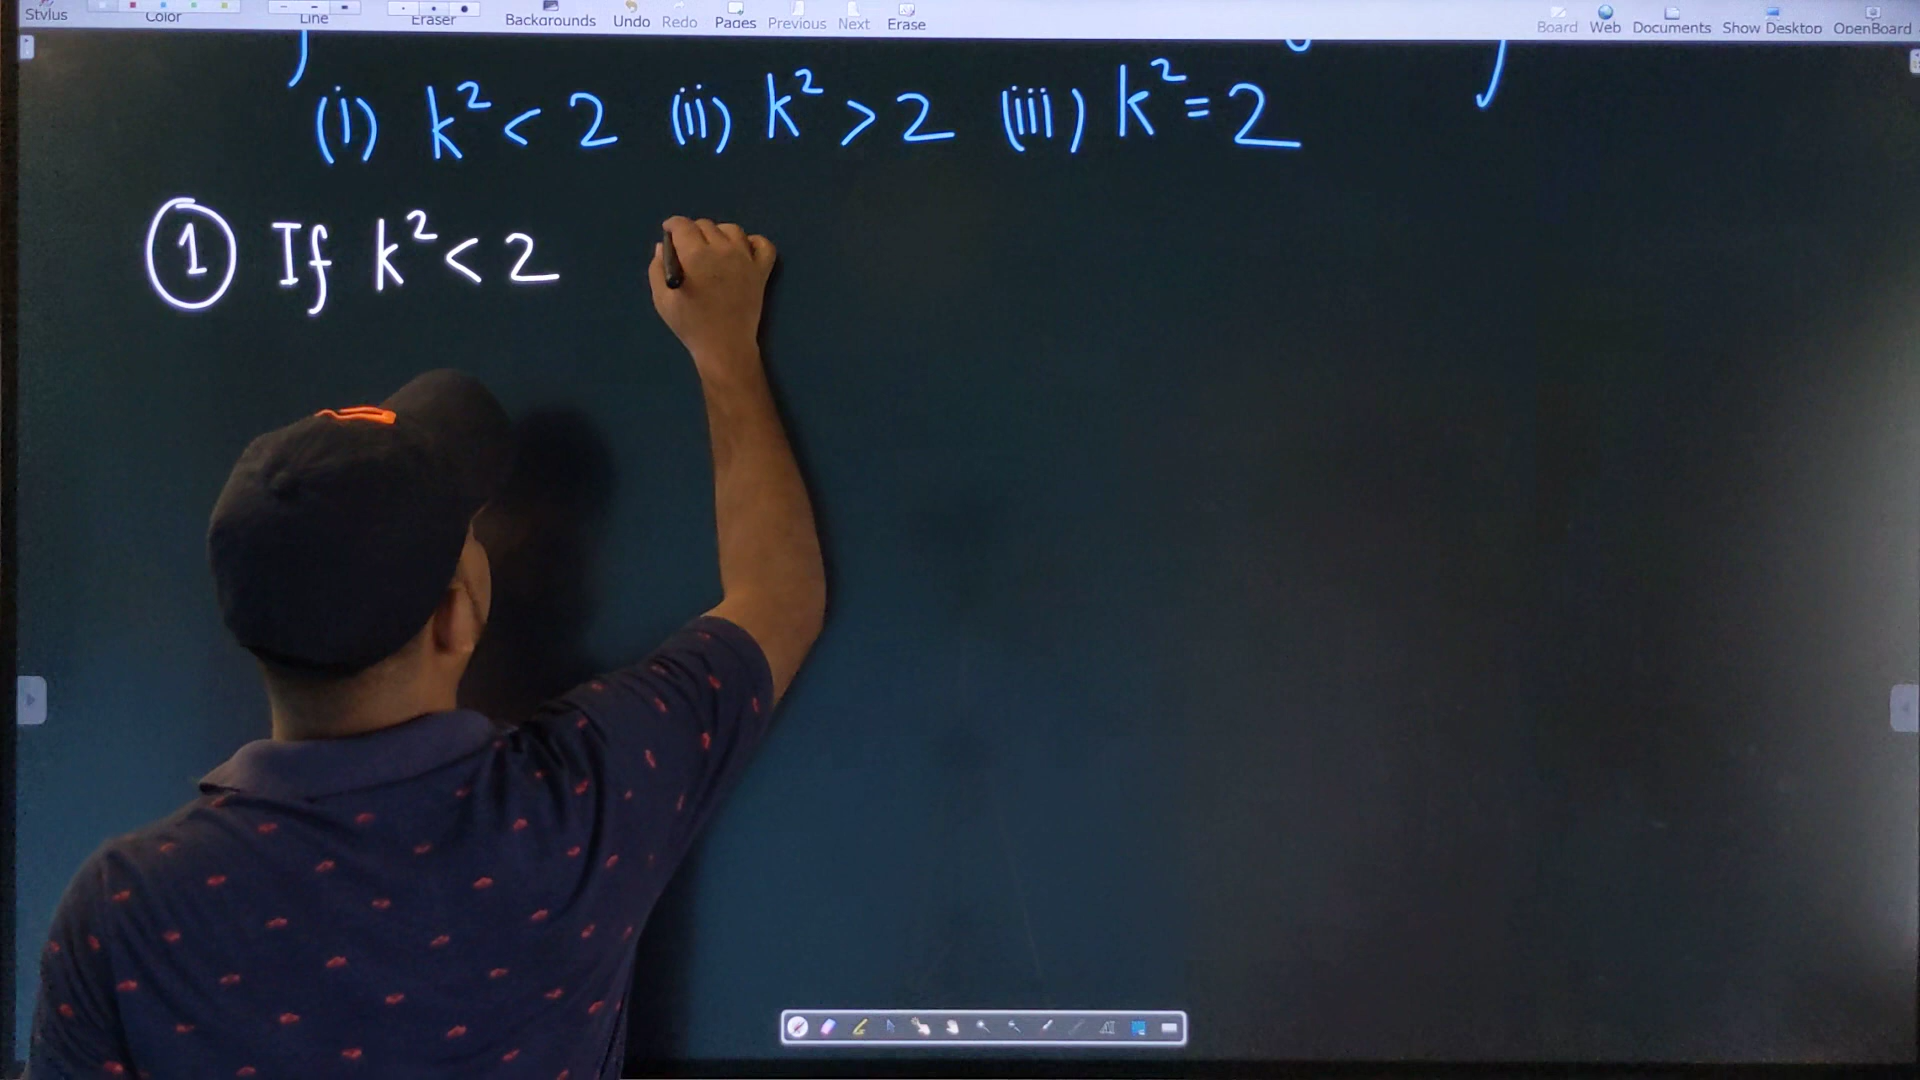 Stylus Color Line Eraser Backgrounds Undo Redo Pages Previous Next Erase Board Web Documents Show Desktop OpenBoard
(i) k² < 2 (ii) k² > 2 (iii) k² = 2
① If k² < 2